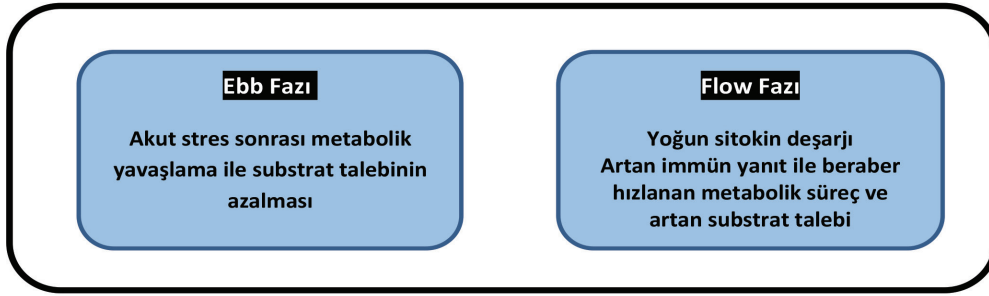 Ebb Fazı
Akut stres sonrası metabolik
yavaşlama ile substrat talebinin
azalması
Flow Fazı
Yoğun sitokin deşarjı
Artan immün yanıt ile beraber
hızlanan metabolik süreç ve
artan substrat talebi